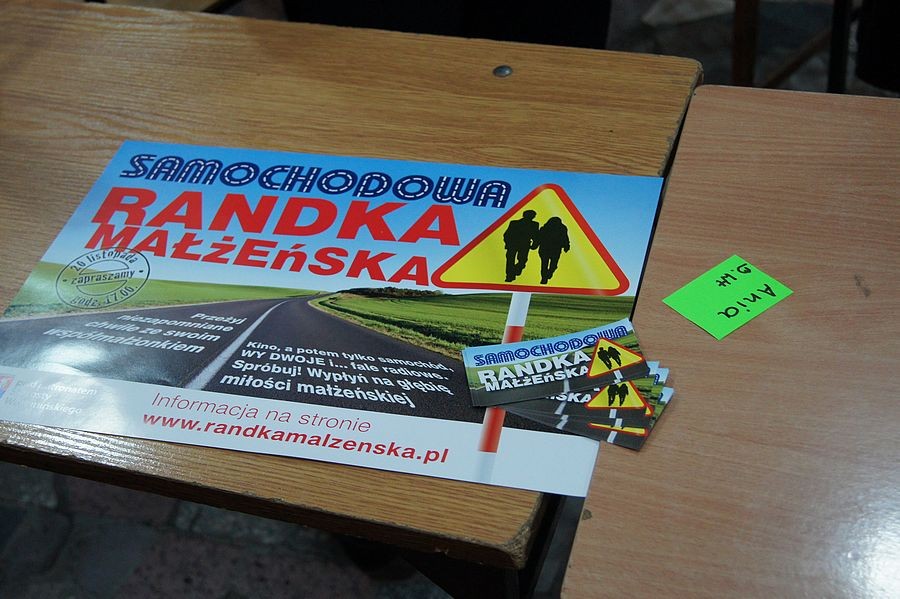 SAMOCHODOWA
RANDKA
MAŁŻEńSKA
26 listopada
zapraszamy
godz. 17.00
Przeżyj
niezapomniane
chwile ze swoim
współmałżonkiem
Kino, a potem tylko samochód,
WY DWOJE i... fale radiowe.
Spróbuj! Wypłyń na głębię
miłości małżeńskiej
Informacja na stronie
www.randkamalzenska.pl
SAMOCHODOWA
RANDKA
MAŁŻEńSKA
Ania